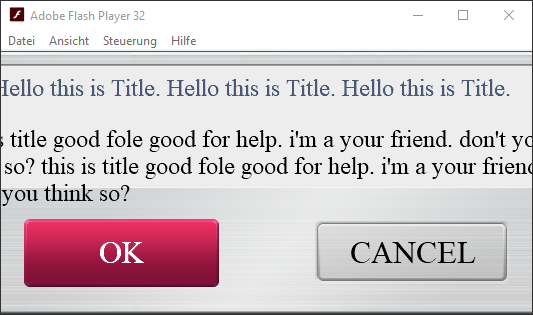 Adobe Flash Player 32
Datei Ansicht Steuerung Hilfe
Hello this is Title. Hello this is Title. Hello this is Title.
title good fole good for help. i'm a your friend. don't
so? this is title good fole good for help. i'm a your friend
you think so?
OK CANCEL